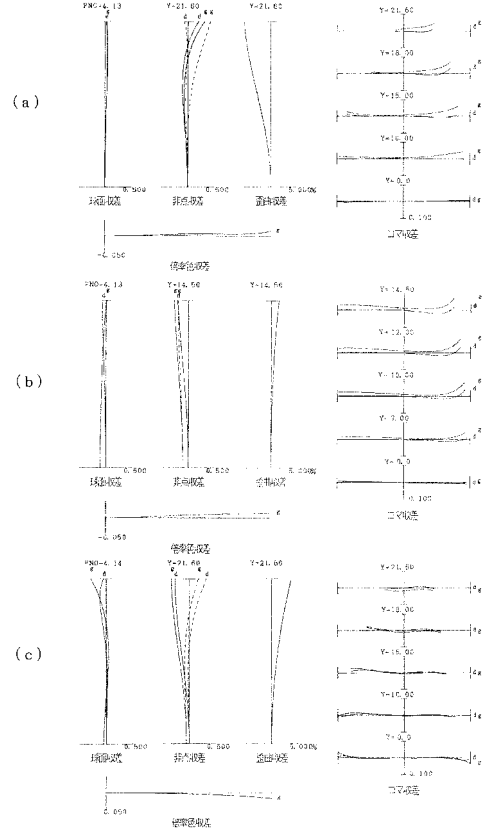 (a)
FNO=4.13
Y=21.60
Y=21.60
d
g
d
d
g
g
0.500
球面収差
0.500
非点収差
5.000%
歪曲収差
-0.050
倍率色収差
g
Y=21.60
Y=18.00
Y=15.00
Y=10.00
Y=0.0
0.100
コマ収差
(b)
FNO=4.13
Y=14.50
Y=14.50
0.500
球面収差
0.500
非点収差
5.000%
歪曲収差
-0.050
倍率色収差
g
Y=14.50
Y=12.00
Y=10.00
Y=7.00
Y=0.0
0.100
コマ収差
(c)
FNO=4.14
Y=21.60
Y=21.60
0.500
球面収差
0.500
非点収差
5.000%
歪曲収差
0.050
倍率色収差
g
Y=21.60
Y=18.00
Y=15.00
Y=10.00
Y=0.0
0.100
コマ収差